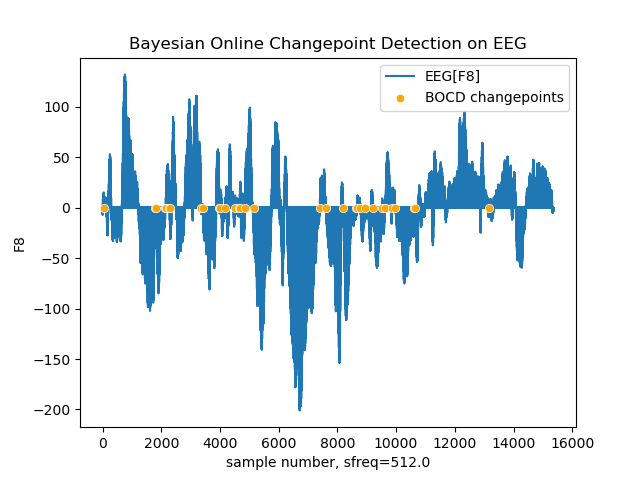 Bayesian Online Changepoint Detection on EEG
EEG[F8]
BOCD changepoints
100
50
0
−50
−100
−150
−200
F8
0 2000 4000 6000 8000 10000 12000 14000 16000
sample number, sfreq=512.0